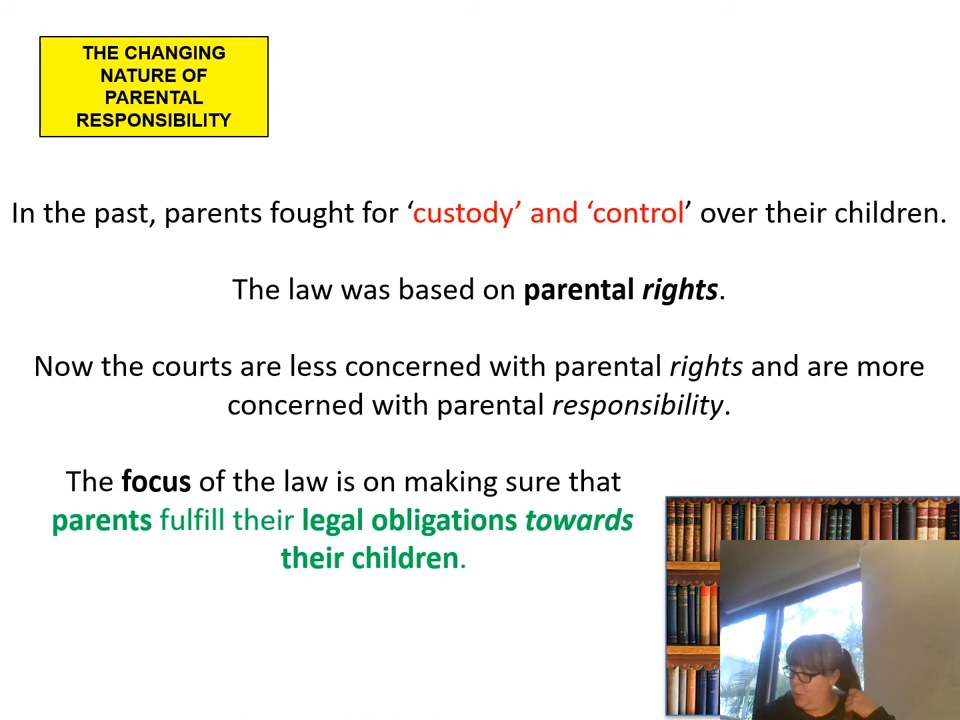 THE CHANGING
NATURE OF
PARENTAL
RESPONSIBILITY
In the past, parents fought for ‘custody’ and ‘control’ over their children.
The law was based on parental rights.
Now the courts are less concerned with parental rights and are more
concerned with parental responsibility.
The focus of the law is on making sure that
parents fulfill their legal obligations towards
their children.